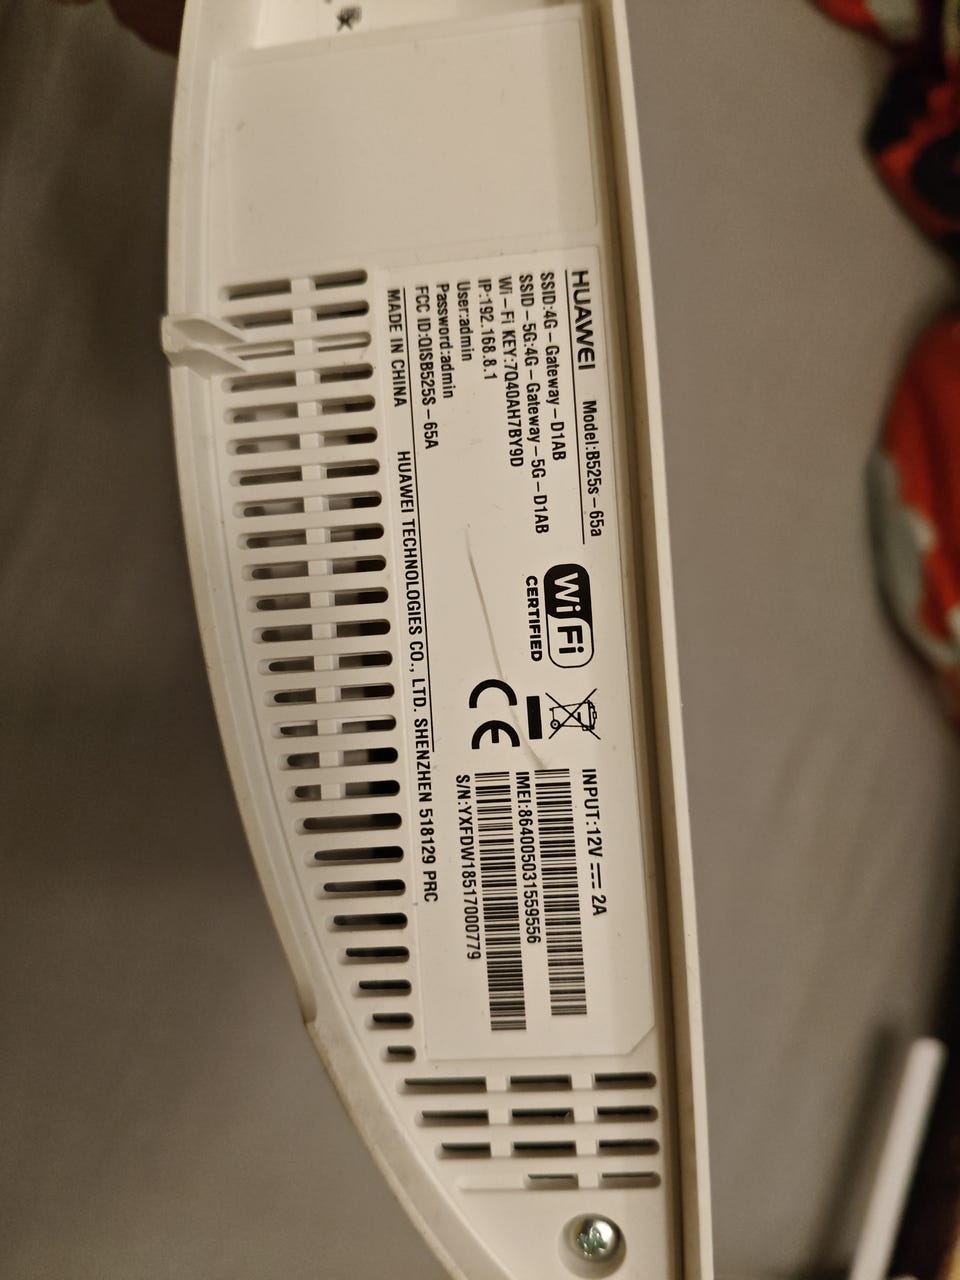 HUAWEI Model:B525s-65a
SSID:4G-Gateway-D1AB
SSID-5G:4G-Gateway-5G-D1AB
Wi-Fi KEY:7Q40AH7BY9D
IP:192.168.8.1
User:admin
Password:admin
FCC ID:QISB525S-65A
MADE IN CHINA HUAWEI TECHNOLOGIES CO., LTD. SHENZHEN 518129 PRC
Wi Fi
CERTIFIED
CE
INPUT:12V ⎓ 2A
IMEI:864005031559556
S/N:YXFDW18517000779